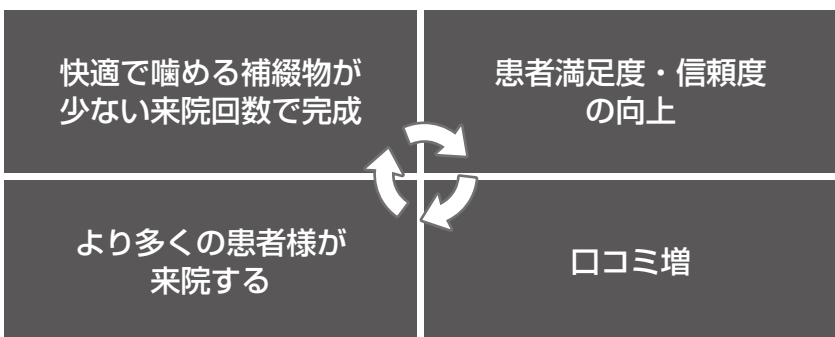 快適で噛める補綴物が
少ない来院回数で完成
患者満足度・信頼度
の向上
より多くの患者様が
来院する
口コミ増